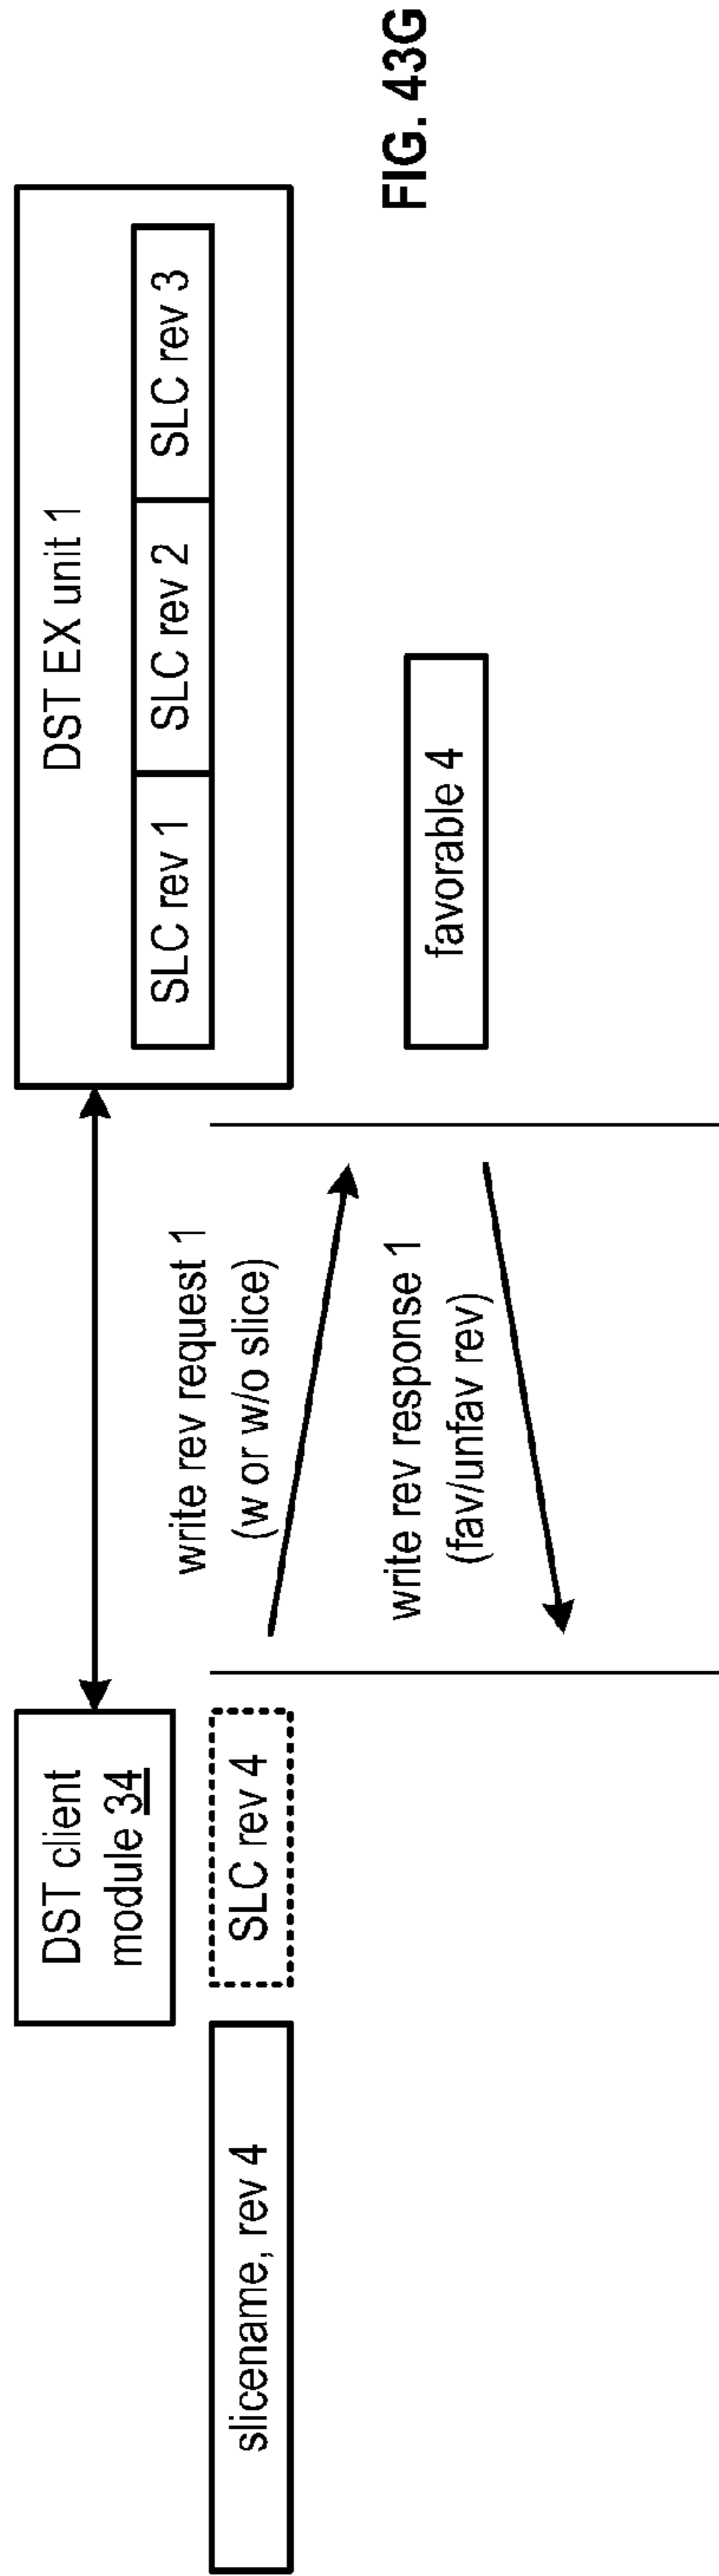 DST client
module 34
DST EX unit 1
SLC rev 1
SLC rev 2
SLC rev 3
slicename, rev 4
SLC rev 4
write rev request 1
(w or w/o slice)
write rev response 1
(fav/unfav rev)
favorable 4
FIG. 43G